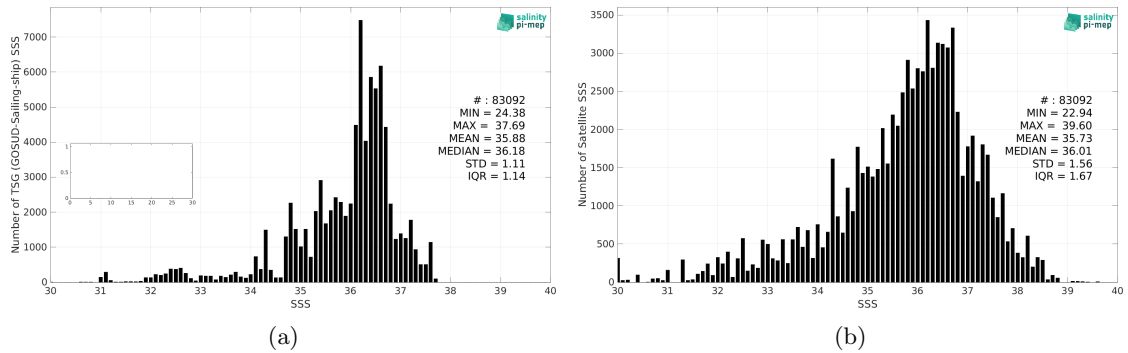 Number of TSG (GOSUD-Sailing-ship) SSS
7000
6000
5000
4000
3000
2000
1000
0
salinity
pi-mep
# : 83092
MIN = 24.38
MAX = 37.69
MEAN = 35.88
MEDIAN = 36.18
STD = 1.11
IQR = 1.14
1
0.5
0
0 5 10 15 20 25 30
30 31 32 33 34 35 36 37 38 39 40
SSS
(a)
Number of Satellite SSS
3500
3000
2500
2000
1500
1000
500
0
salinity
pi-mep
# : 83092
MIN = 22.94
MAX = 39.60
MEAN = 35.73
MEDIAN = 36.01
STD = 1.56
IQR = 1.67
30 31 32 33 34 35 36 37 38 39 40
SSS
(b)